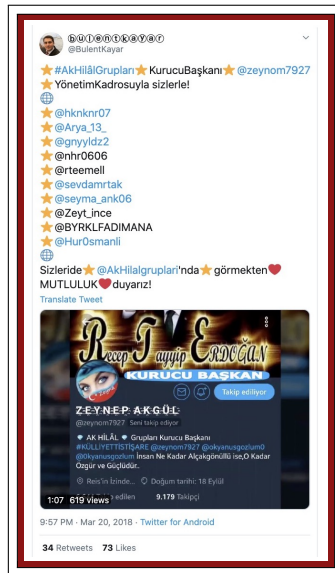 ⓑⓤⓛⓔⓝⓣⓚⓐⓨⓐⓡ
@BulentKayar
⭐#AkHilâlGrupları⭐KurucuBaşkanı⭐@zeynom7927
⭐YönetimKadrosuyla sizlerle!
🌐
⭐@hknknr07
⭐@Arya_13_
⭐@gnyyldz2
⭐@nhr0606
⭐@rteemell
⭐@sevdamrtak
⭐@seyma_ank06
⭐@Zeyt_ince
⭐@BYRKLFADIMANA
⭐@Hur0smanli
🌐
Sizleride⭐@AkHilalgruplari'nda⭐görmekten❤
MUTLULUK❤duyarız!
Translate Tweet
Recep Tayyip ERDOĞAN
KURUCU BAŞKAN
Takip ediliyor
Z.E.Y.N.E.P. A.K.G.Ü.L.
@zeynom7927 Seni takip ediyor
AK HİLÂL Grupları Kurucu Başkanı
#KÜLLİYETTİSTİŞARE @zeynom7927 @okyanusgozlum0
@0kyanusgozlum İnsan Ne Kadar Alçakgönüllü ise,O Kadar
Özgür ve Güçlüdür..
Reis'in İzinde... Doğum tarihi: 18 Eylül
1:07 619 views edilen 9.179 Takipçi
9:57 PM · Mar 20, 2018 · Twitter for Android
34 Retweets 73 Likes